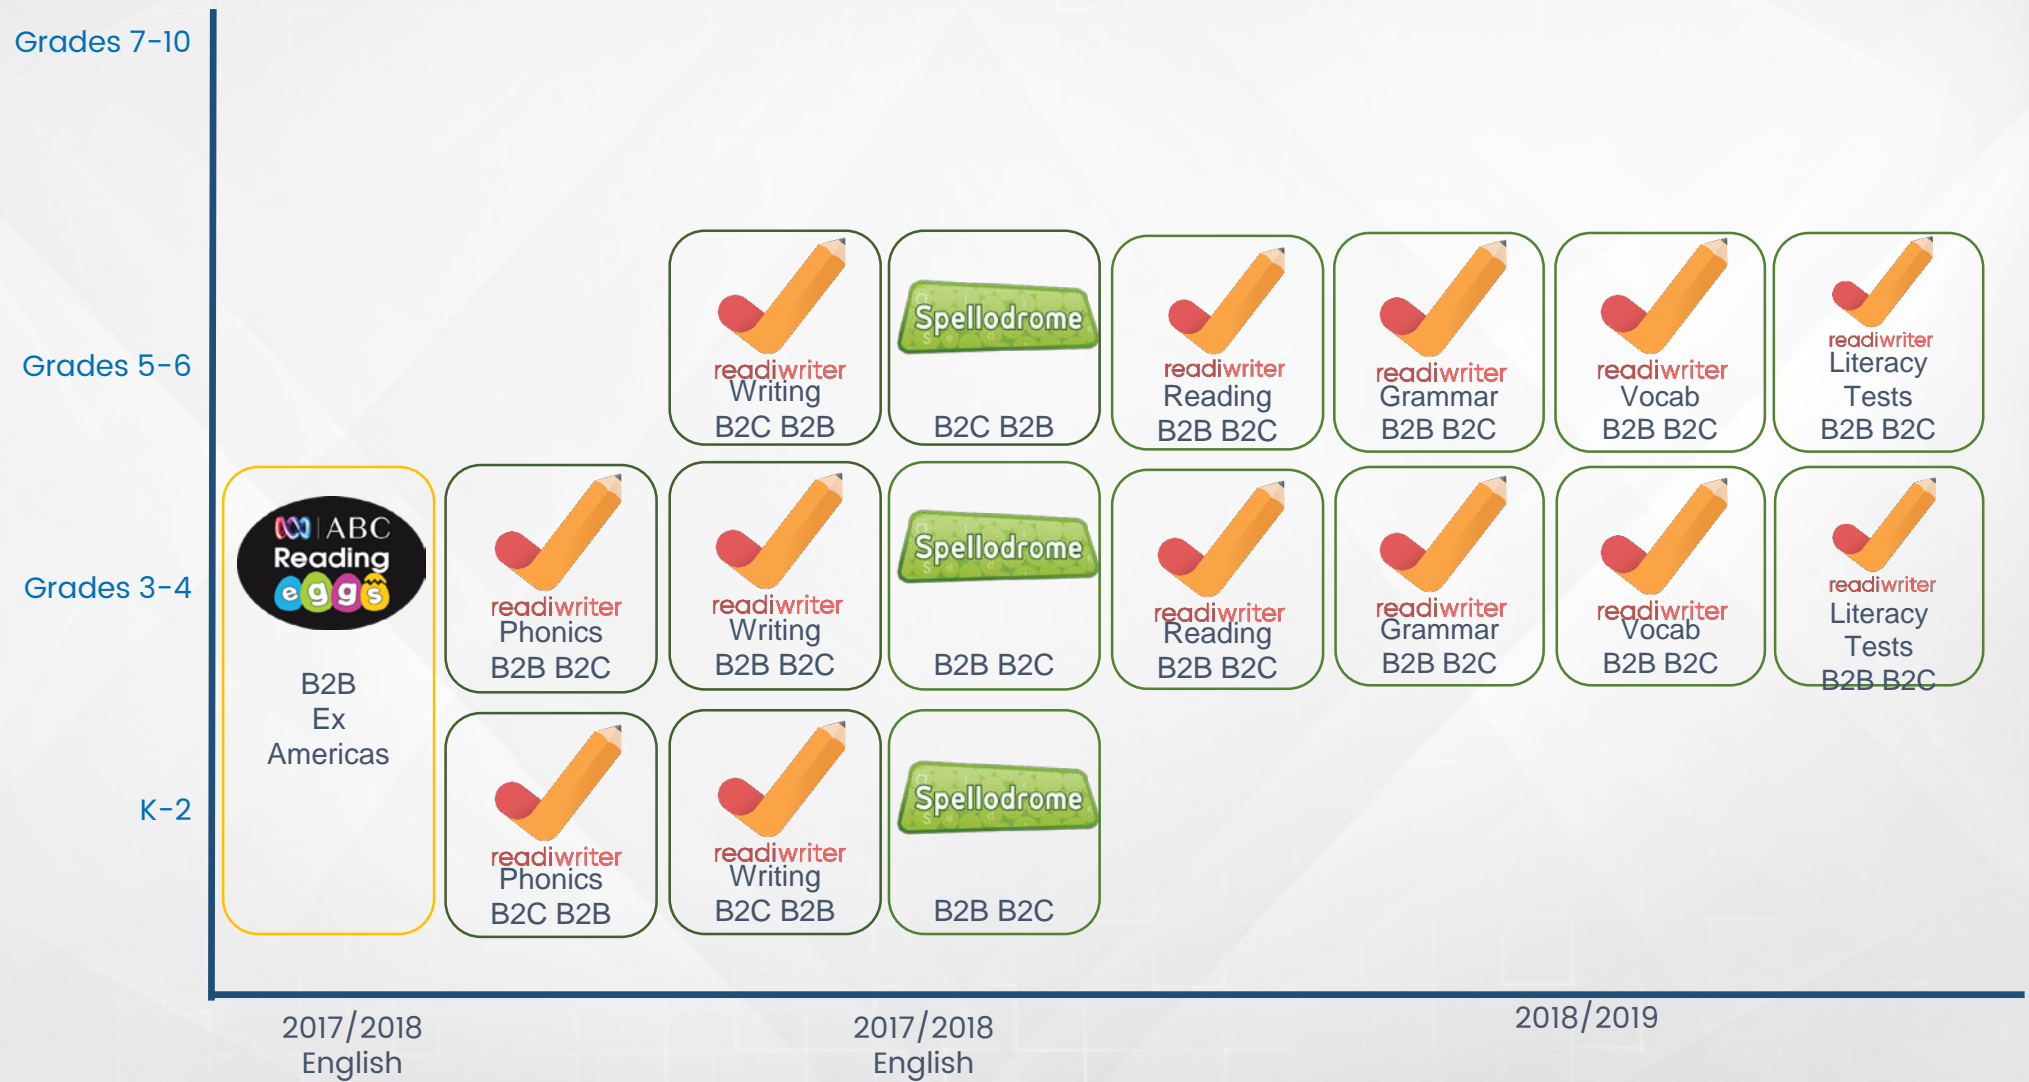 Grades 7-10
Grades 5-6
readiwriter
Writing
B2C B2B
Spellodrome
B2C B2B
readiwriter
Reading
B2B B2C
readiwriter
Grammar
B2B B2C
readiwriter
Vocab
B2B B2C
readiwriter
Literacy
Tests
B2B B2C
Grades 3-4
ABC
Reading
eggs
B2B
Ex
Americas
readiwriter
Phonics
B2B B2C
readiwriter
Writing
B2B B2C
Spellodrome
B2B B2C
readiwriter
Reading
B2B B2C
readiwriter
Grammar
B2B B2C
readiwriter
Vocab
B2B B2C
readiwriter
Literacy
Tests
B2B B2C
K-2
readiwriter
Phonics
B2C B2B
readiwriter
Writing
B2C B2B
Spellodrome
B2B B2C
2017/2018
English
2017/2018
English
2018/2019